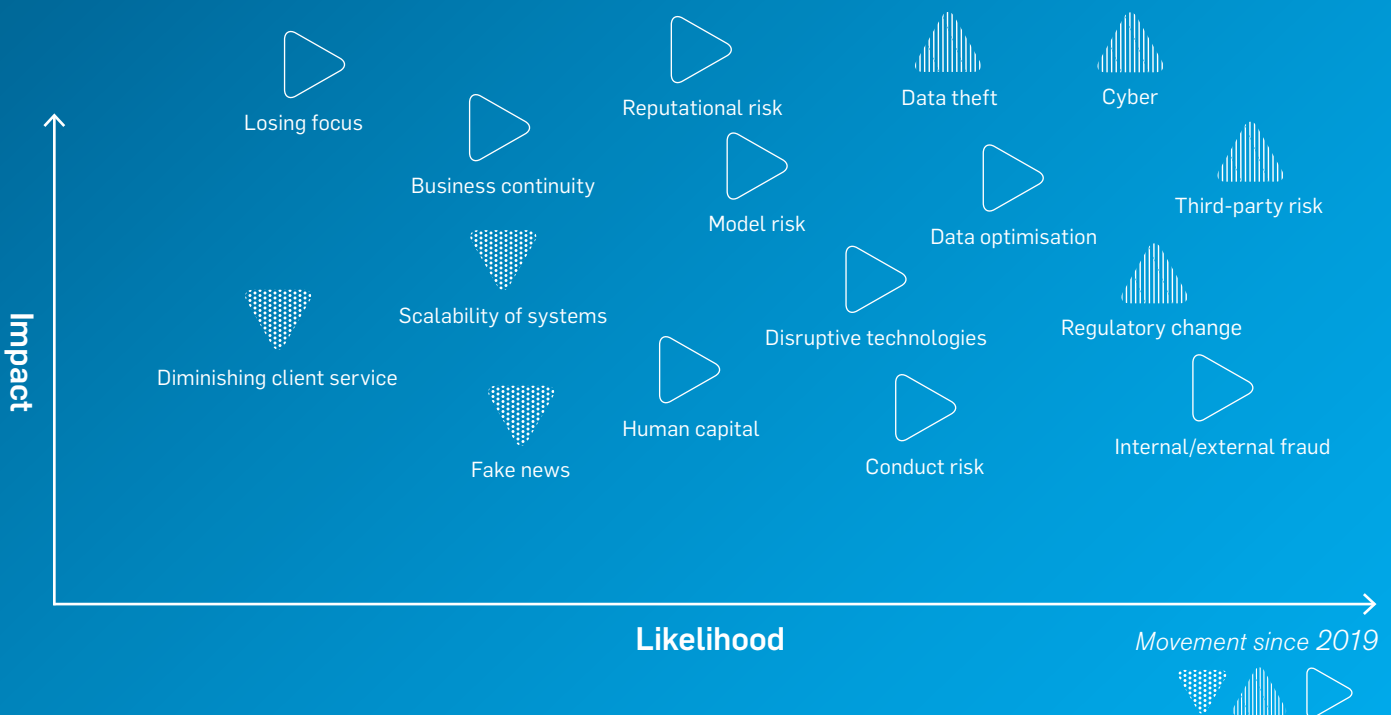 Losing focus
Reputational risk
Data theft
Cyber
Business continuity
Model risk
Data optimisation
Third-party risk
Scalability of systems
Disruptive technologies
Regulatory change
Diminishing client service
Human capital
Internal/external fraud
Fake news
Conduct risk
Impact
Likelihood
Movement since 2019